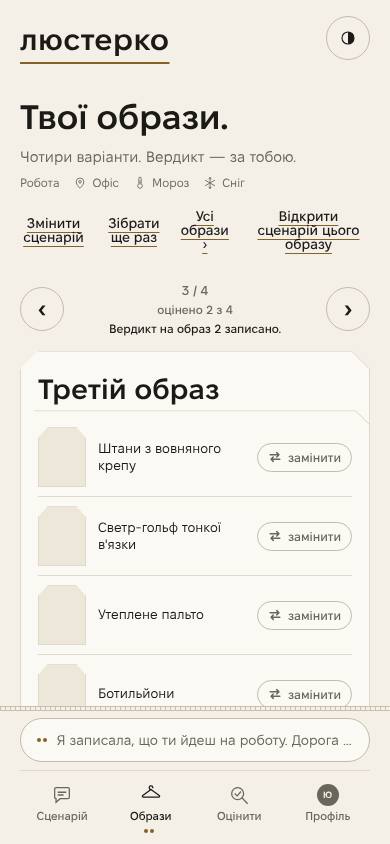 люстерко
Твої образи.
Чотири варіанти. Вердикт — за тобою.
Робота Офіс Мороз Сніг
Змінити
сценарій
Зібрати
ще раз
Усі
образи
›
Відкрити
сценарій цього
образу
‹
3 / 4
оцінено 2 з 4
Вердикт на образ 2 записано.
›
Третій образ
Штани з вовняного
крепу
замінити
Светр-гольф тонкої
в'язки
замінити
Утеплене пальто
замінити
Ботильйони
замінити
Я записала, що ти йдеш на роботу. Дорога ...
Сценарій
Образи
Оцінити
Ю
Профіль